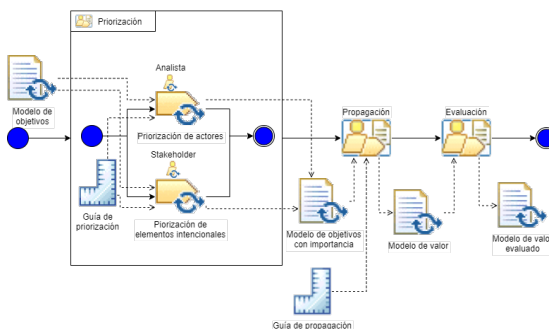 Priorización
Analista
Modelo de
objetivos
Propagación
Evaluación
Priorización de actores
Stakeholder
Guía de
priorización
Piorización de
elementos intencionales
Modelo de objetivos
con importancia
Modelo de valor
Modelo de valor
evaluado
Guía de propagación